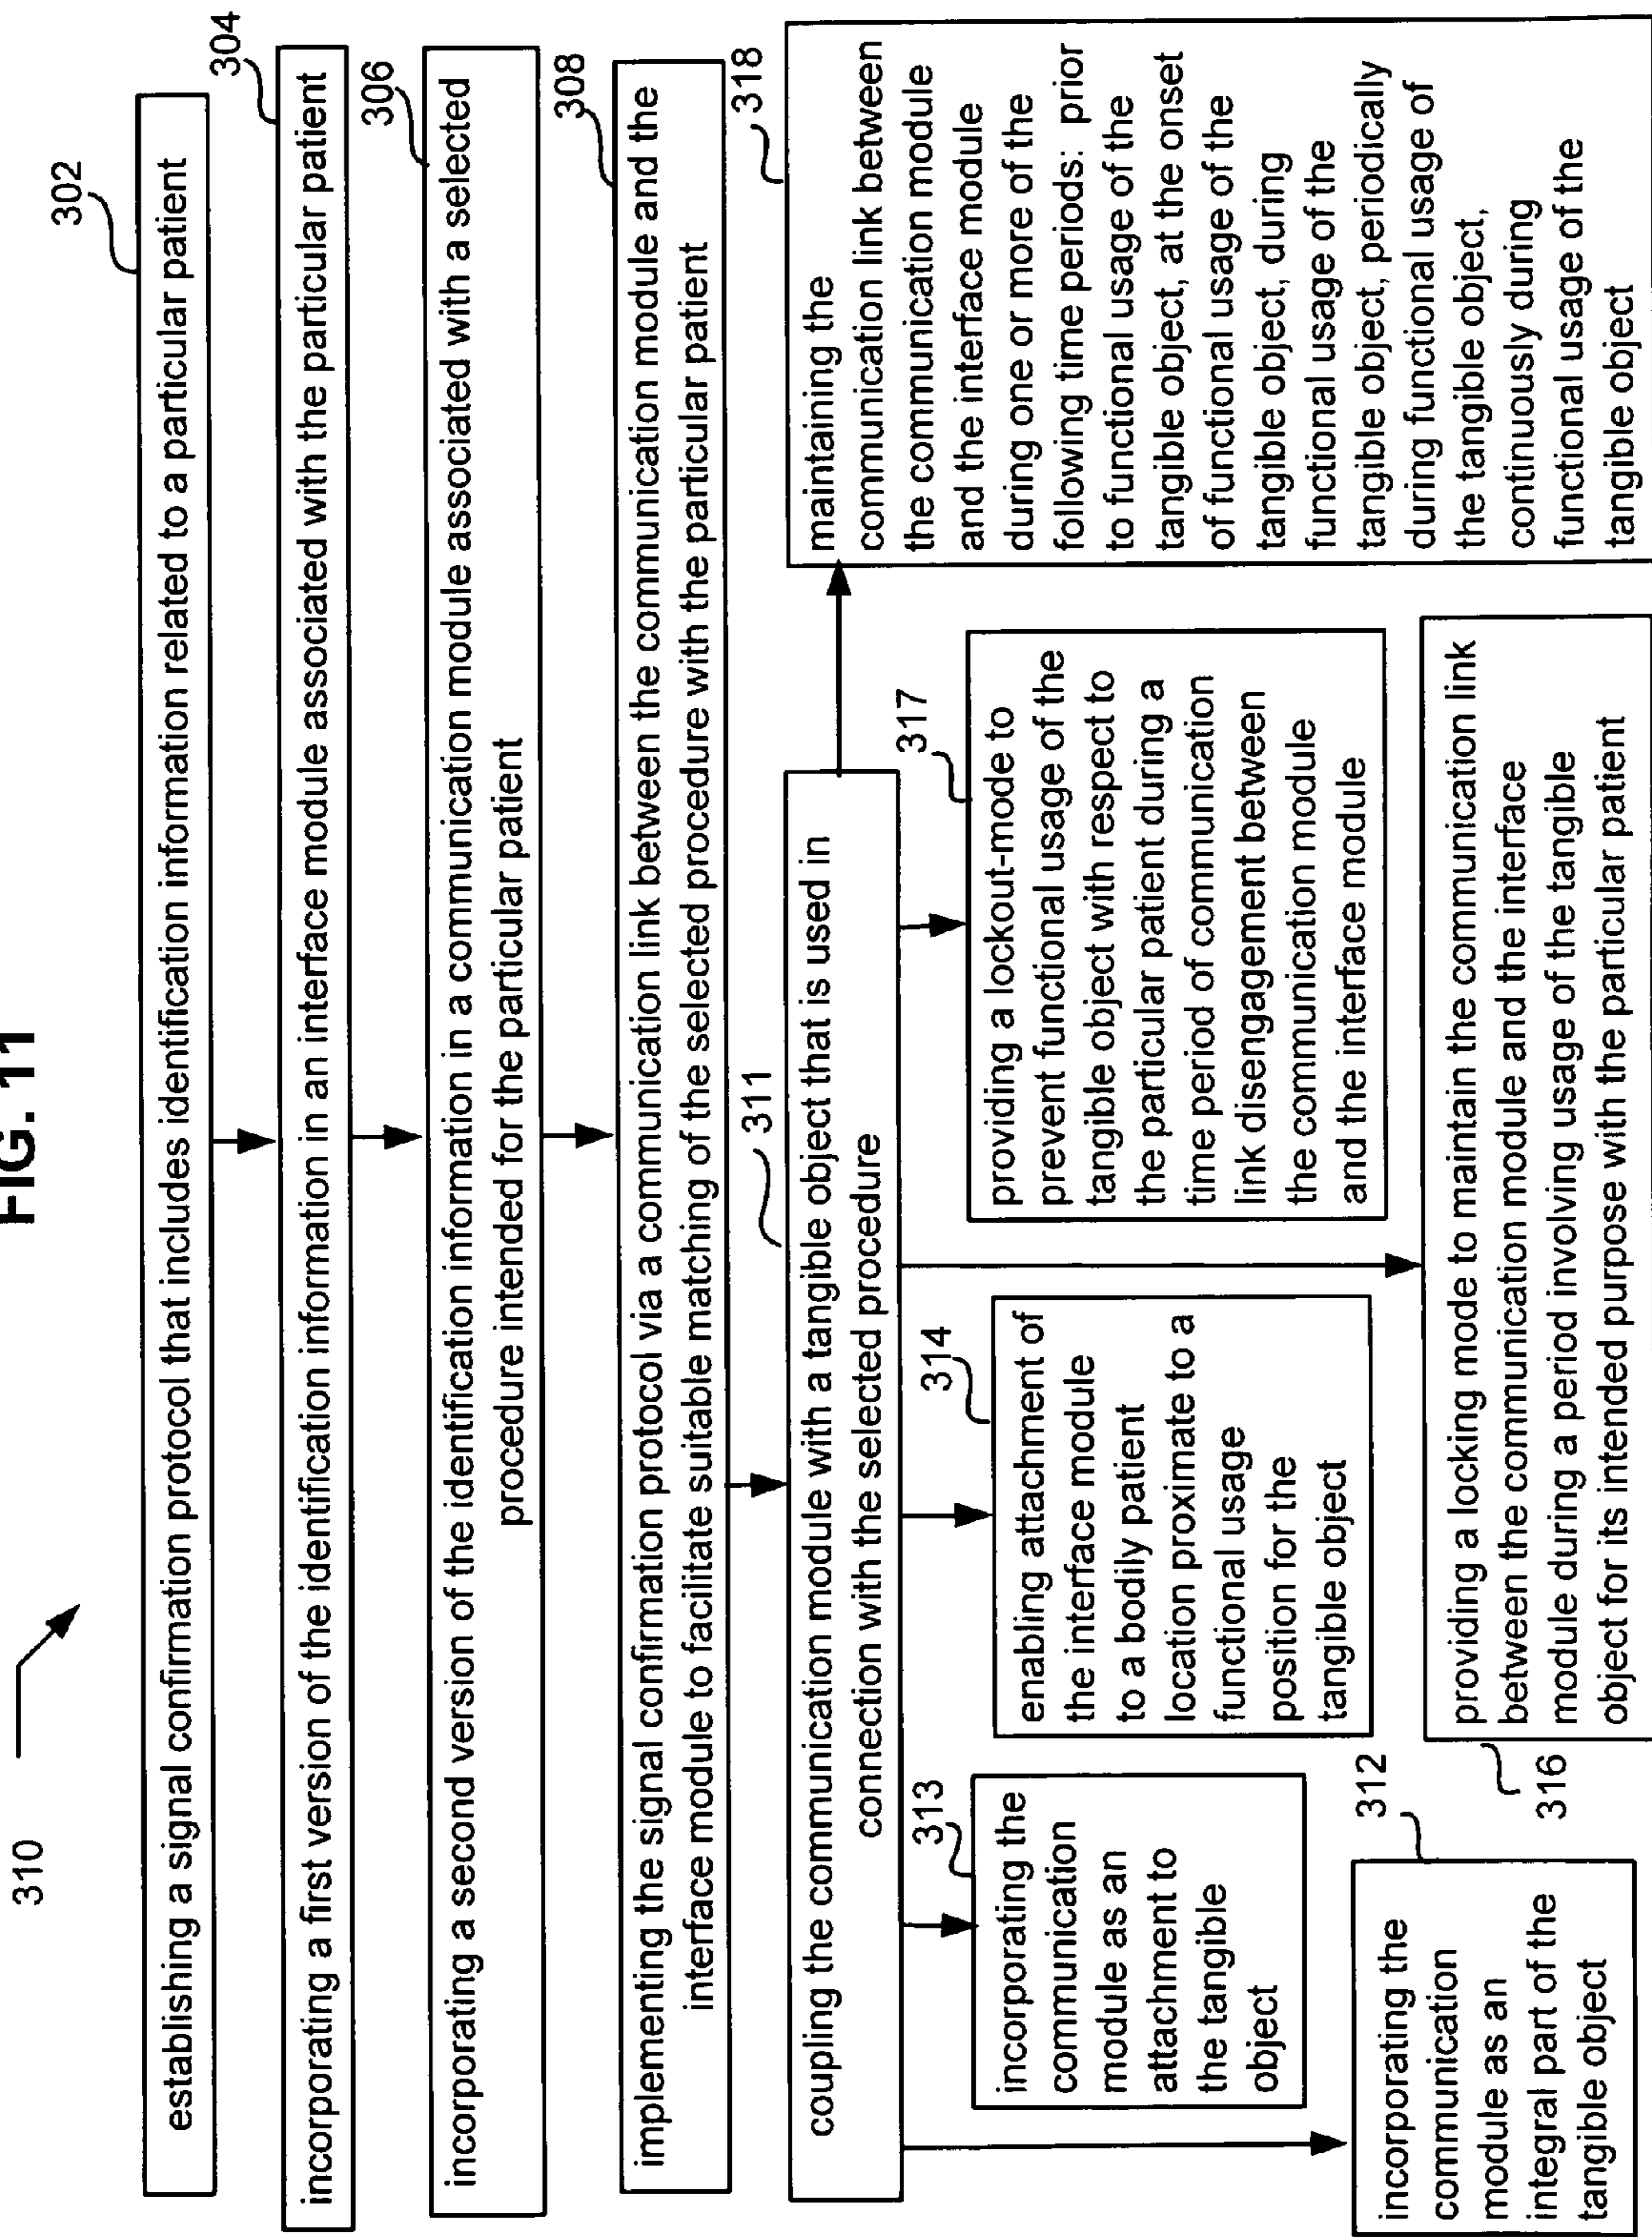 FIG. 11
310
302
establishing a signal confirmation protocol that includes identification information related to a particular patient
304
incorporating a first version of the identification information in an interface module associated with the particular patient
306
incorporating a second version of the identification information in a communication module associated with a selected
procedure intended for the particular patient
308
implementing the signal confirmation protocol via a communication link between the communication module and the
interface module to facilitate suitable matching of the selected procedure with the particular patient
311
coupling the communication module with a tangible object that is used in
connection with the selected procedure
318
maintaining the
communication link between
the communication module
and the interface module
during one or more of the
following time periods: prior
to functional usage of the
tangible object, at the onset
of functional usage of the
tangible object, during
functional usage of the
tangible object, periodically
during functional usage of
the tangible object,
continuously during
functional usage of the
tangible object
313
incorporating the
communication
module as an
attachment to
the tangible
object
314
enabling attachment of
the interface module
to a bodily patient
location proximate to a
functional usage
position for the
tangible object
317
providing a lockout-mode to
prevent functional usage of the
tangible object with respect to
the particular patient during a
time period of communication
link disengagement between
the communication module
and the interface module
312
incorporating the
communication
module as an
integral part of the
tangible object
316
providing a locking mode to maintain the communication link
between the communication module and the interface
module during a period involving usage of the tangible
object for its intended purpose with the particular patient